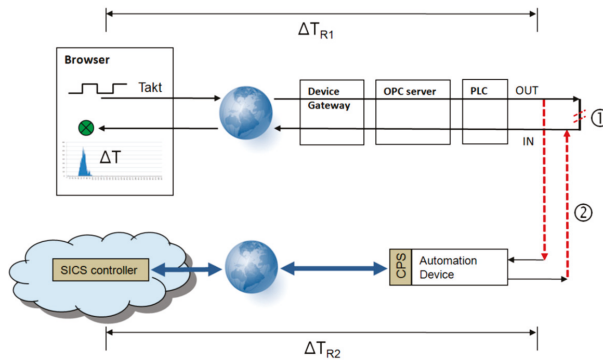 ΔT_R1
Browser
Takt
ΔT
Device
Gateway
OPC server
PLC
OUT
IN
①
②
SICS controller
CPS
Automation
Device
ΔT_R2